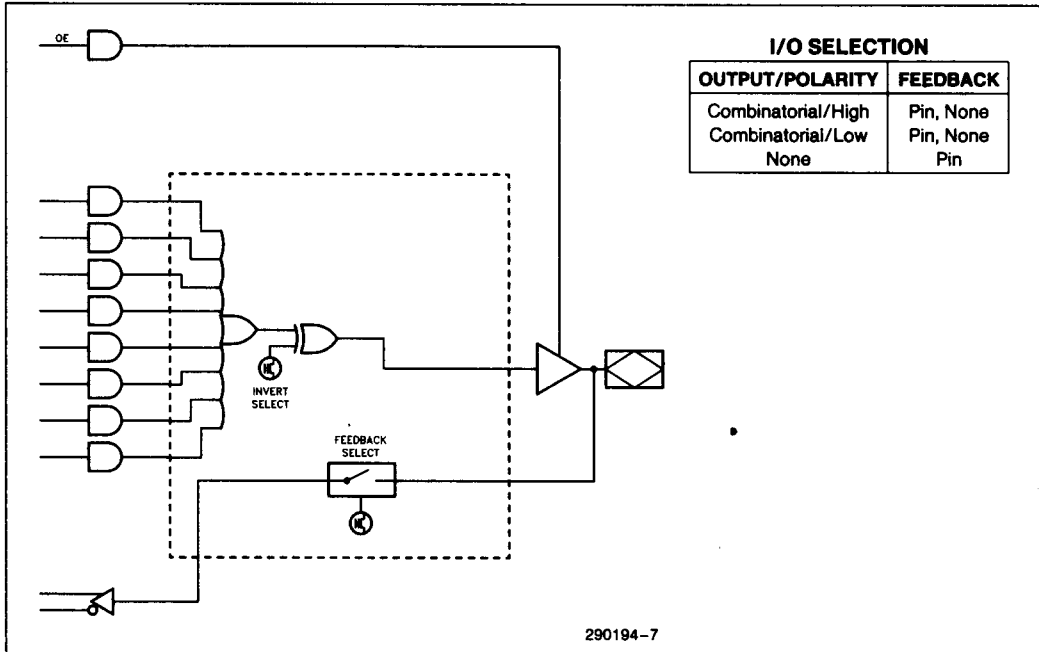 OE
I/O SELECTION
OUTPUT/POLARITY FEEDBACK
Combinatorial/High Pin, None
Combinatorial/Low Pin, None
None Pin
INVERT
SELECT
FEEDBACK
SELECT
290194-7